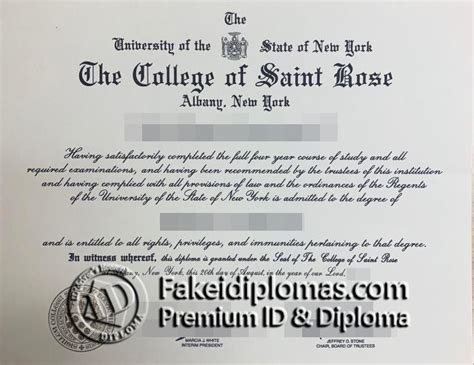 The
University of the State of New York
The College of Saint Rose
Albany, New York
Having satisfactorily completed the full four year course of study and all
required examinations, and having been recommended by the trustees of this institution
and having complied with all provisions of law and the ordinances of the Regents
of the University of the State of New York is admitted to the degree of
and is entitled to all rights, privileges, and immunities pertaining to that degree.
In witness whereof, this diploma is granted under the Seal of The College of Saint Rose
Albany, New York, this 20th day of August, in the year of our Lord,
Fakeidiplomas.com
Premium ID & Diploma
AD
DIPLOMA
MARCIA J. WHITE
INTERIM PRESIDENT
JEFFREY D. STONE
CHAIR, BOARD OF TRUSTEES